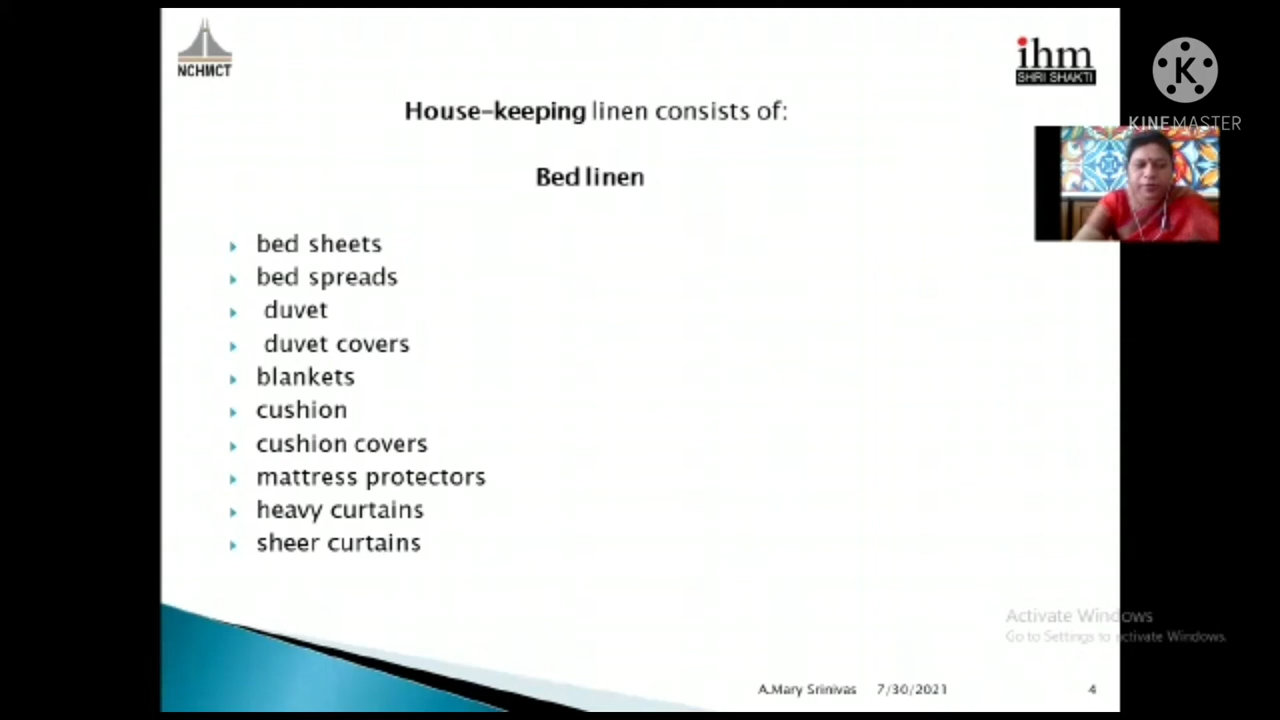 NCHMCT
ihm
SHRI SHAKTI
K
KINEMASTER
House-keeping linen consists of:
Bed linen
bed sheets
bed spreads
duvet
duvet covers
blankets
cushion
cushion covers
mattress protectors
heavy curtains
sheer curtains
Activate Windows
Go to Settings to activate Windows.
A.Mary Srinivas 7/30/2021 4